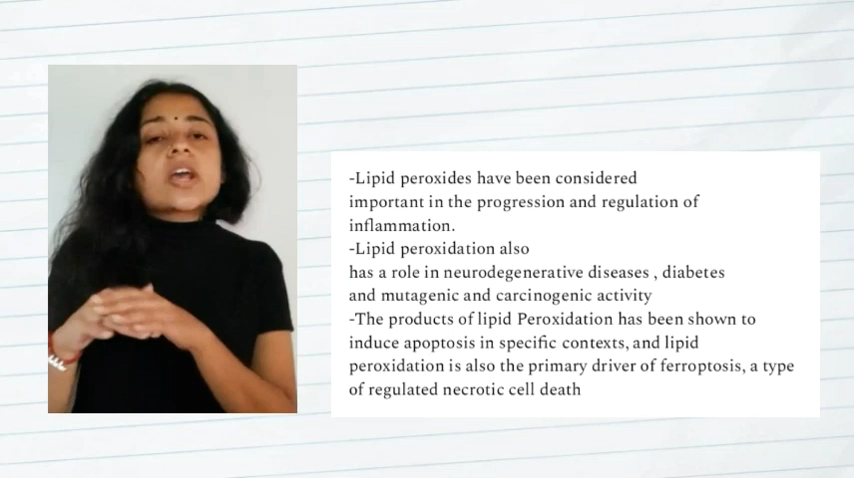 -Lipid peroxides have been considered
important in the progression and regulation of
inflammation.
-Lipid peroxidation also
has a role in neurodegenerative diseases , diabetes
and mutagenic and carcinogenic activity
-The products of lipid Peroxidation has been shown to
induce apoptosis in specific contexts, and lipid
peroxidation is also the primary driver of ferroptosis, a type
of regulated necrotic cell death